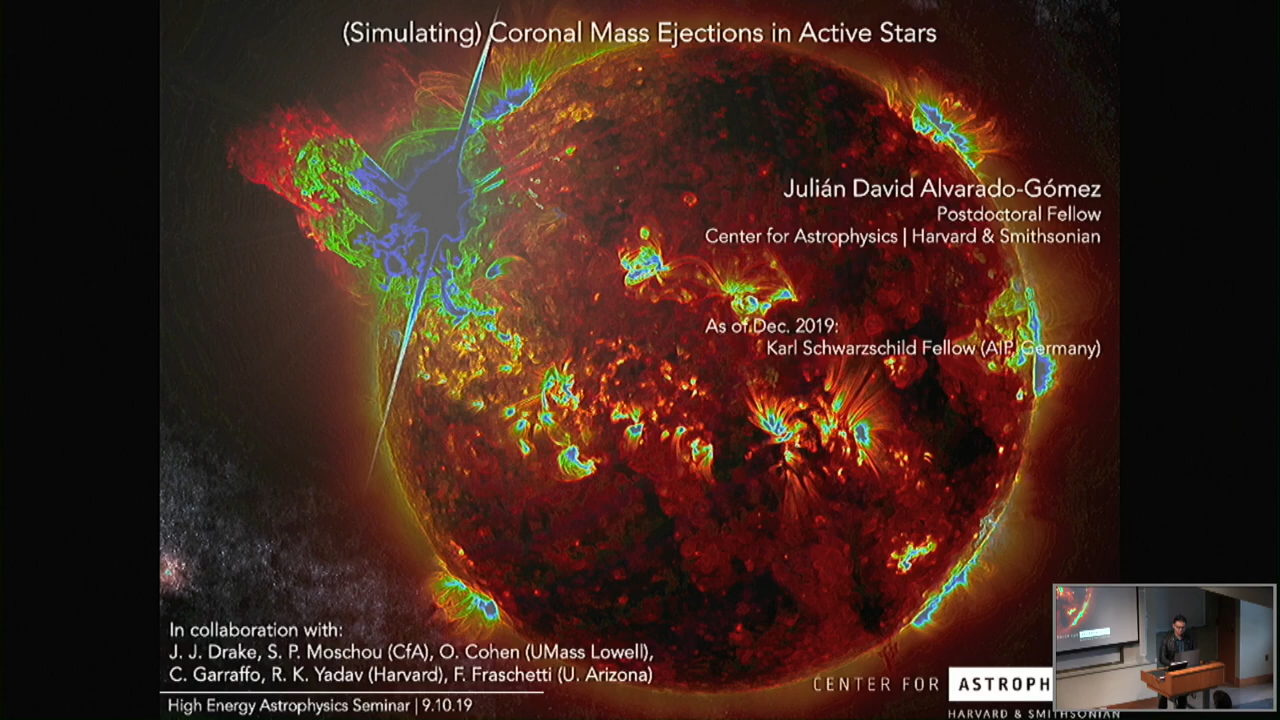 (Simulating) Coronal Mass Ejections in Active Stars
Julián David Alvarado-Gómez
Postdoctoral Fellow
Center for Astrophysics | Harvard & Smithsonian
As of Dec. 2019:
Karl Schwarzschild Fellow (AIP, Germany)
In collaboration with:
J. J. Drake, S. P. Moschou (CfA), O. Cohen (UMass Lowell),
C. Garraffo, R. K. Yadav (Harvard), F. Fraschetti (U. Arizona)
High Energy Astrophysics Seminar | 9.10.19
CENTER FOR ASTROPH
HARVARD & SMITHSONIAN